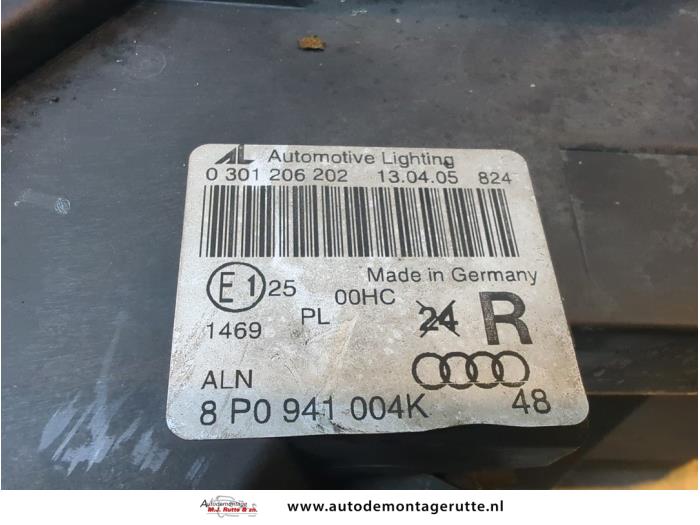 AL Automotive Lighting
0 301 206 202 13.04.05 824
Made in Germany
E1 25 00HC
1469 PL 24 R
ALN
8 P0 941 004K 48
Autodemontage
M.J. Rutte & zn.
www.autodemontagerutte.nl